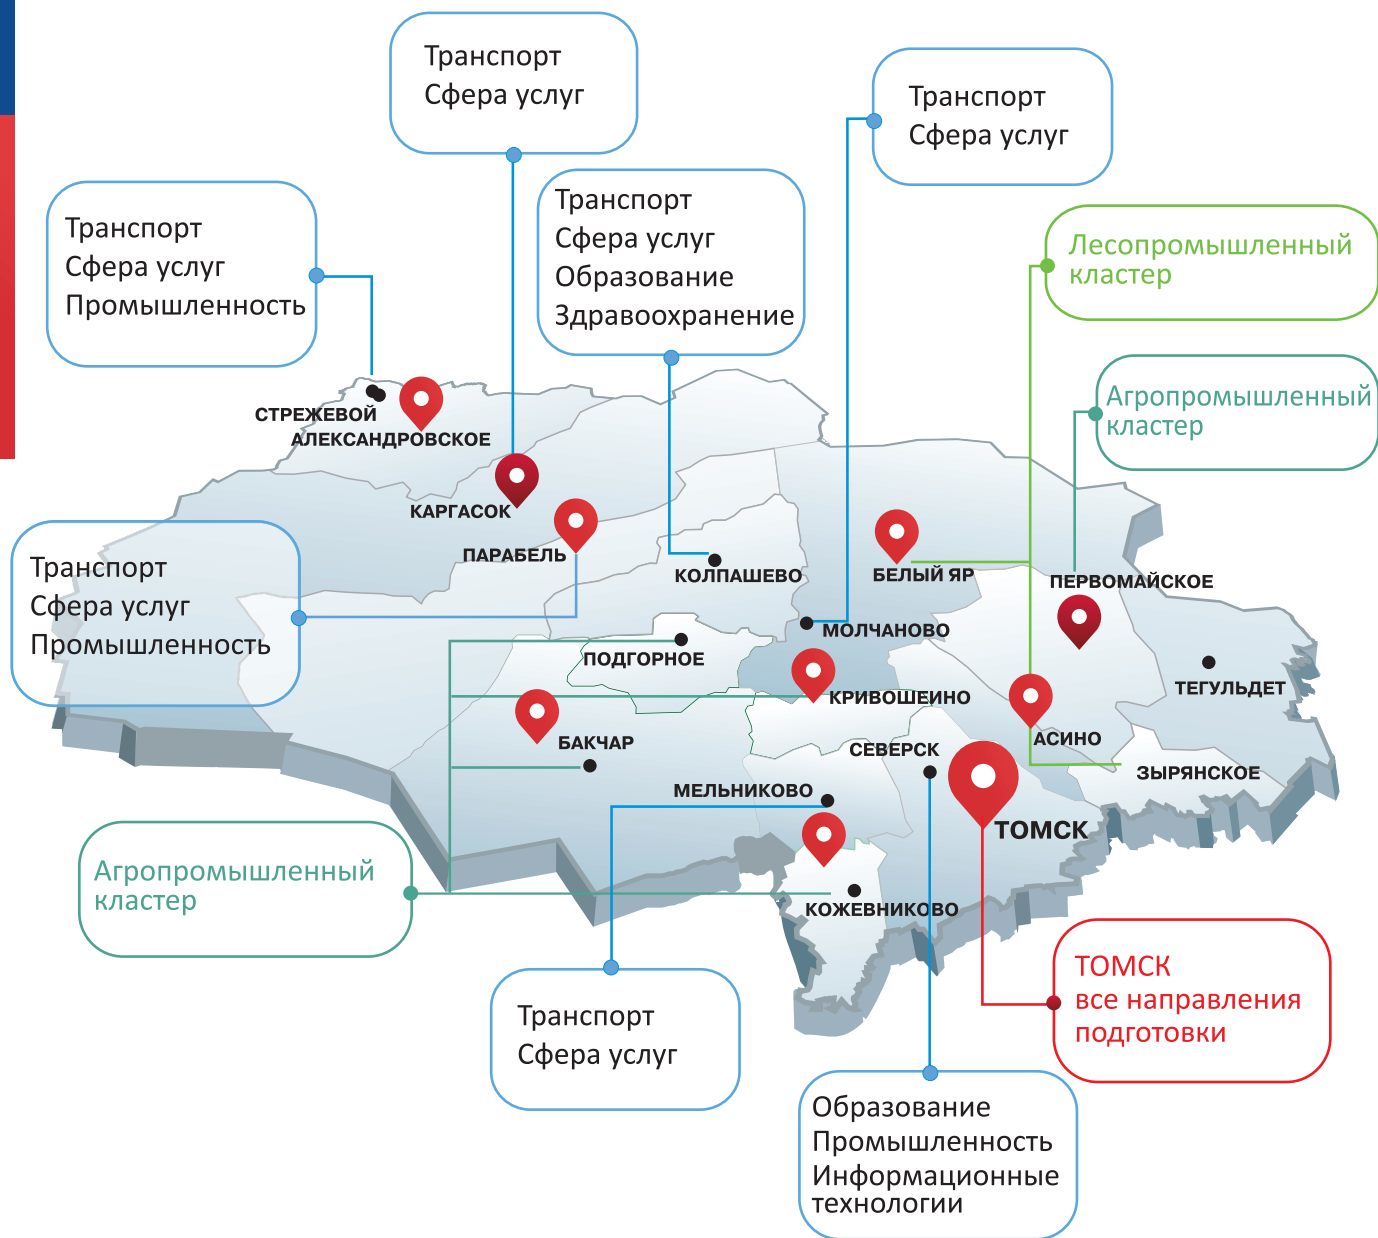 Транспорт
Сфера услуг
Транспорт
Сфера услуг
Транспорт
Сфера услуг
Промышленность
Транспорт
Сфера услуг
Образование
Здравоохранение
Лесопромышленный
кластер
Агропромышленный
кластер
СТРЕЖЕВОЙ
АЛЕКСАНДРОВСКОЕ
КАРГАСОК
ПАРАБЕЛЬ
КОЛПАШЕВО
БЕЛЫЙ ЯР
ПЕРВОМАЙСКОЕ
Транспорт
Сфера услуг
Промышленность
МОЛЧАНОВО
ПОДГОРНОЕ
ТЕГУЛЬДЕТ
КРИВОШЕИНО
БАКЧАР
СЕВЕРСК
АСИНО
ЗЫРЯНСКОЕ
МЕЛЬНИКОВО
ТОМСК
Агропромышленный
кластер
КОЖЕВНИКОВО
ТОМСК
все направления
подготовки
Транспорт
Сфера услуг
Образование
Промышленность
Информационные
технологии